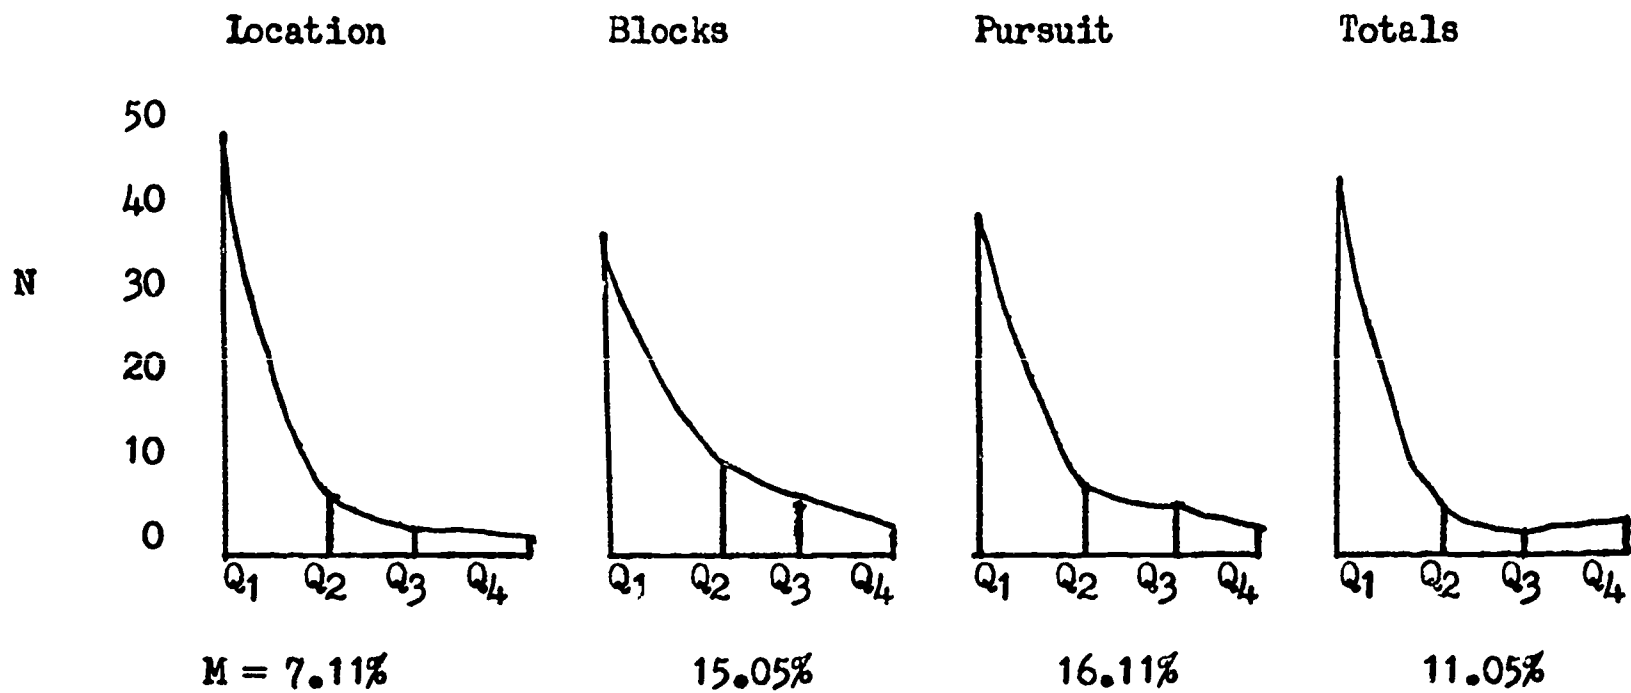 Location Blocks Pursuit Totals
50
40
N 30
20
10
0
Q1 Q2 Q3 Q4 Q1 Q2 Q3 Q4 Q1 Q2 Q3 Q4 Q1 Q2 Q3 Q4
M = 7.11% 15.05% 16.11% 11.05%